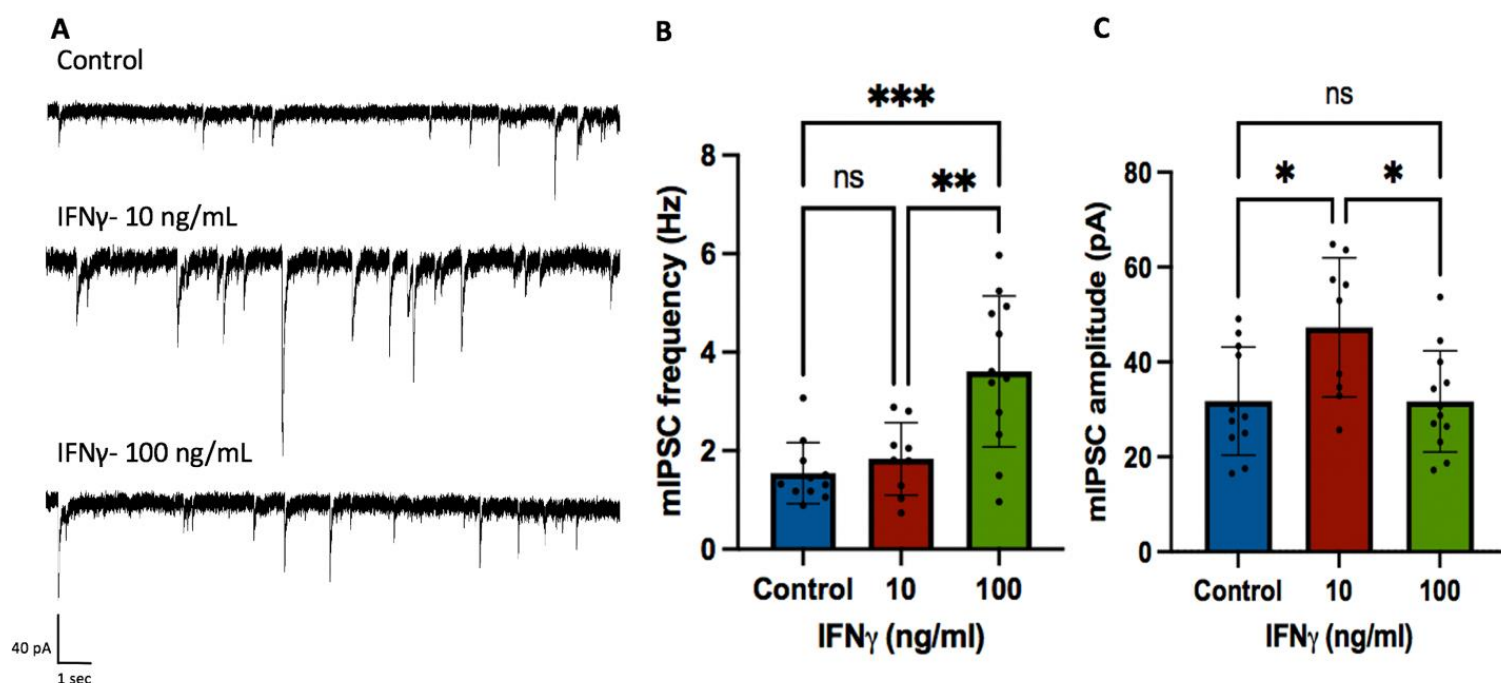 A
Control
IFNγ- 10 ng/mL
IFNγ- 100 ng/mL
40 pA
1 sec
B
***
ns
**
8
6
4
2
0
mIPSC frequency (Hz)
Control
10
100
IFNγ (ng/ml)
C
ns
*
*
80
60
40
20
0
mIPSC amplitude (pA)
Control
10
100
IFNγ (ng/ml)